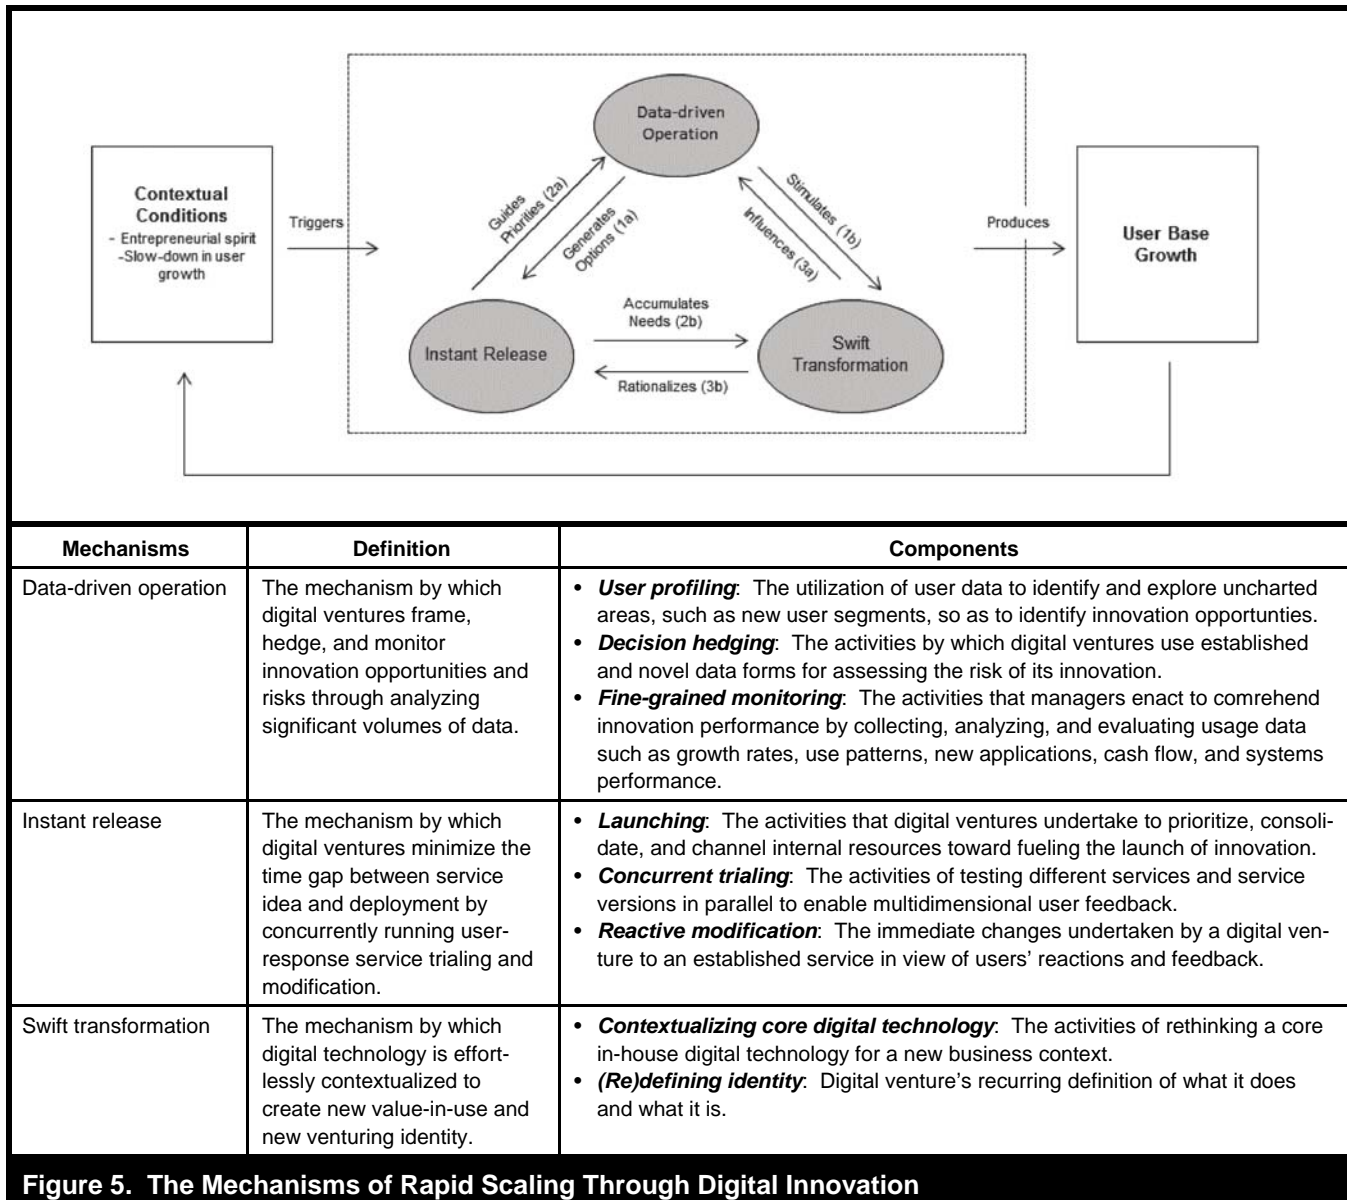 Data-driven
Operation
Contextual
Conditions
- Entrepreneurial spirit
-Slow-down in user
growth
Triggers
Guides
Priorities (2a)
Generates
Options (1a)
Stimulates (1b)
Influences (3a)
Produces
User Base
Growth
Instant Release
Accumulates
Needs (2b)
Rationalizes (3b)
Swift
Transformation
Mechanisms
Definition
Components
Data-driven operation
The mechanism by which
digital ventures frame,
hedge, and monitor
innovation opportunities and
risks through analyzing
significant volumes of data.
• User profiling: The utilization of user data to identify and explore uncharted
areas, such as new user segments, so as to identify innovation opportunties.
• Decision hedging: The activities by which digital ventures use established
and novel data forms for assessing the risk of its innovation.
• Fine-grained monitoring: The activities that managers enact to comrehend
innovation performance by collecting, analyzing, and evaluating usage data
such as growth rates, use patterns, new applications, cash flow, and systems
performance.
Instant release
The mechanism by which
digital ventures minimize the
time gap between service
idea and deployment by
concurrently running user-
response service trialing and
modification.
• Launching: The activities that digital ventures undertake to prioritize, consoli-
date, and channel internal resources toward fueling the launch of innovation.
• Concurrent trialing: The activities of testing different services and service
versions in parallel to enable multidimensional user feedback.
• Reactive modification: The immediate changes undertaken by a digital ven-
ture to an established service in view of users' reactions and feedback.
Swift transformation
The mechanism by which
digital technology is effort-
lessly contextualized to
create new value-in-use and
new venturing identity.
• Contextualizing core digital technology: The activities of rethinking a core
in-house digital technology for a new business context.
• (Re)defining identity: Digital venture's recurring definition of what it does
and what it is.
Figure 5. The Mechanisms of Rapid Scaling Through Digital Innovation